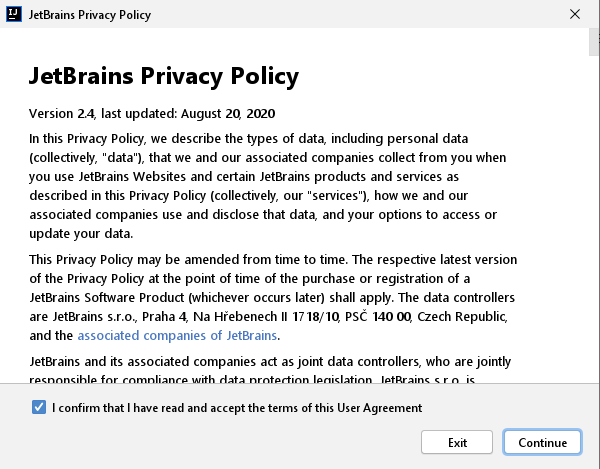 JetBrains Privacy Policy
JetBrains Privacy Policy
Version 2.4, last updated: August 20, 2020
In this Privacy Policy, we describe the types of data, including personal data
(collectively, "data"), that we and our associated companies collect from you when
you use JetBrains Websites and certain JetBrains products and services as
described in this Privacy Policy (collectively, our "services"), how we and our
associated companies use and disclose that data, and your options to access or
update your data.
This Privacy Policy may be amended from time to time. The respective latest version
of the Privacy Policy at the point of time of the purchase or registration of a
JetBrains Software Product (whichever occurs later) shall apply. The data controllers
are JetBrains s.r.o., Praha 4, Na Hřebenech II 1718/10, PSČ 140 00, Czech Republic,
and the associated companies of JetBrains.
JetBrains and its associated companies act as joint data controllers, who are jointly
responsible for compliance with data protection legislation. JetBrains s.r.o. is
I confirm that I have read and accept the terms of this User Agreement
Exit
Continue